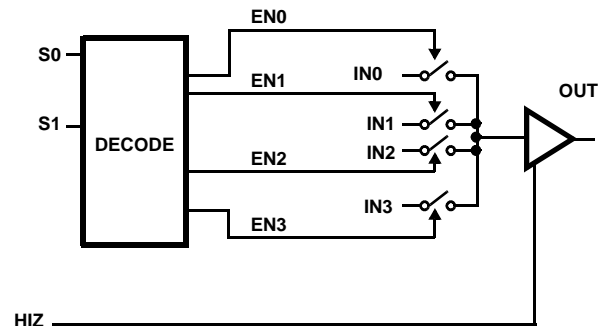 EN0
S0
IN0
EN1
OUT
S1
IN1
DECODE
IN2
EN2
IN3
EN3
HIZ